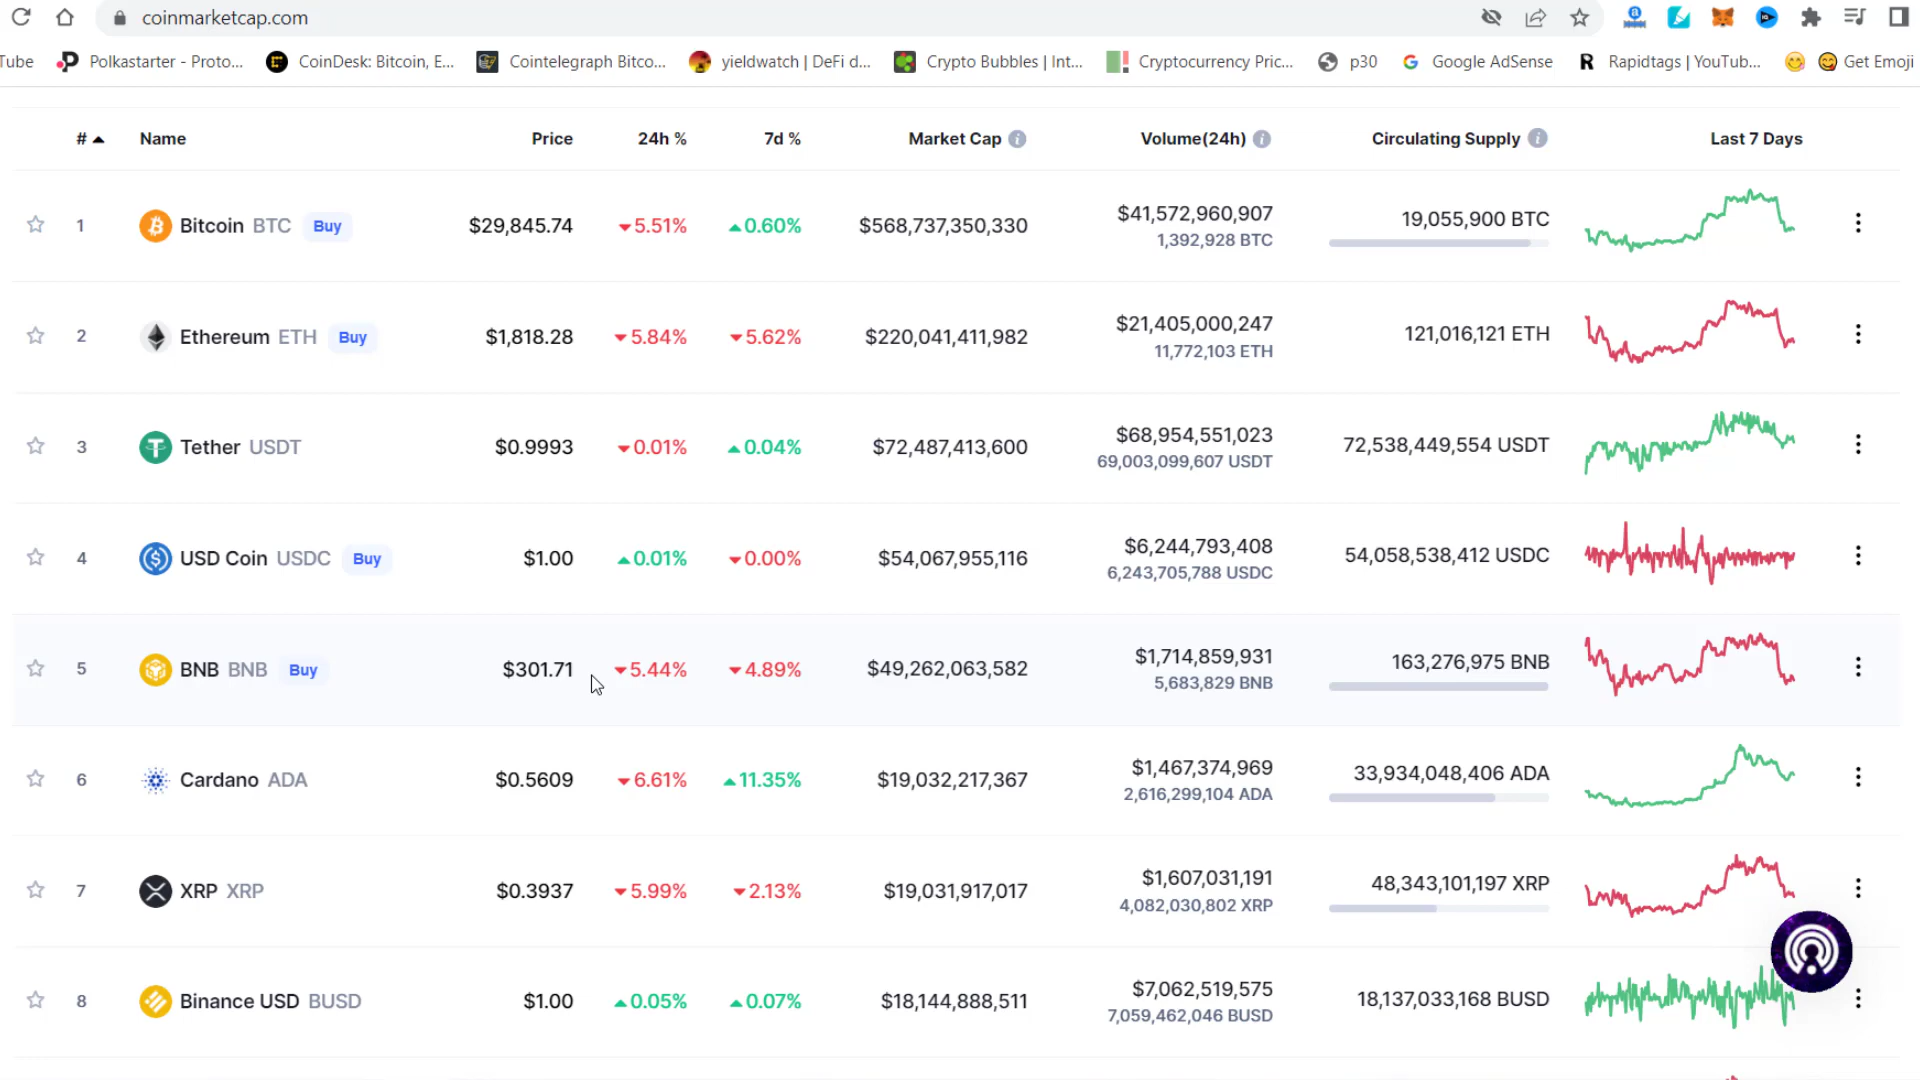 coinmarketcap.com
Tube Polkastarter - Proto... CoinDesk: Bitcoin, E... Cointelegraph Bitco... yieldwatch | DeFi d... Crypto Bubbles | Int... Cryptocurrency Pric... p30 Google AdSense Rapidtags | YouTub... Get Emoji
# Name Price 24h % 7d % Market Cap Volume(24h) Circulating Supply Last 7 Days
1 Bitcoin BTC Buy $29,845.74 5.51% 0.60% $568,737,350,330 $41,572,960,907 19,055,900 BTC
1,392,928 BTC
2 Ethereum ETH Buy $1,818.28 5.84% 5.62% $220,041,411,982 $21,405,000,247 121,016,121 ETH
11,772,103 ETH
3 Tether USDT $0.9993 0.01% 0.04% $72,487,413,600 $68,954,551,023 72,538,449,554 USDT
69,003,099,607 USDT
4 USD Coin USDC Buy $1.00 0.01% 0.00% $54,067,955,116 $6,244,793,408 54,058,538,412 USDC
6,243,705,788 USDC
5 BNB BNB Buy $301.71 5.44% 4.89% $49,262,063,582 $1,714,859,931 163,276,975 BNB
5,683,829 BNB
6 Cardano ADA $0.5609 6.61% 11.35% $19,032,217,367 $1,467,374,969 33,934,048,406 ADA
2,616,299,104 ADA
7 XRP XRP $0.3937 5.99% 2.13% $19,031,917,017 $1,607,031,191 48,343,101,197 XRP
4,082,030,802 XRP
8 Binance USD BUSD $1.00 0.05% 0.07% $18,144,888,511 $7,062,519,575 18,137,033,168 BUSD
7,059,462,046 BUSD